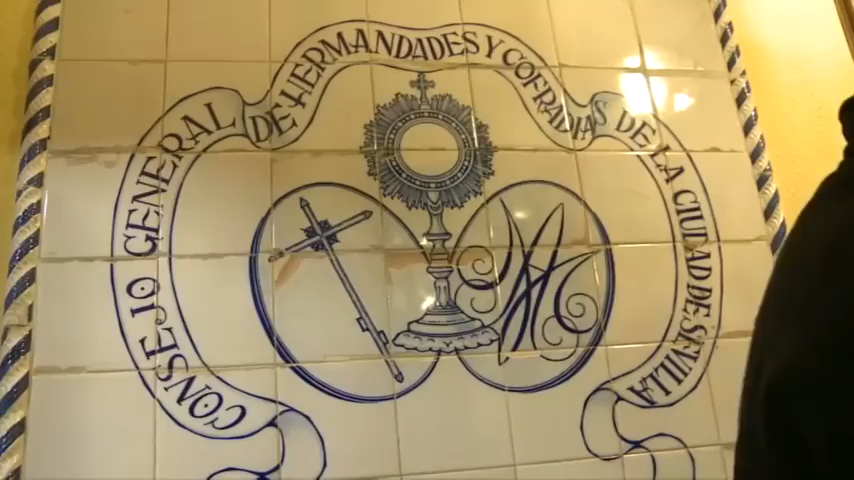 CONSEJO GENERAL DE HERMANDADES Y COFRADIAS DE LA CIUDAD DE SEVILLA